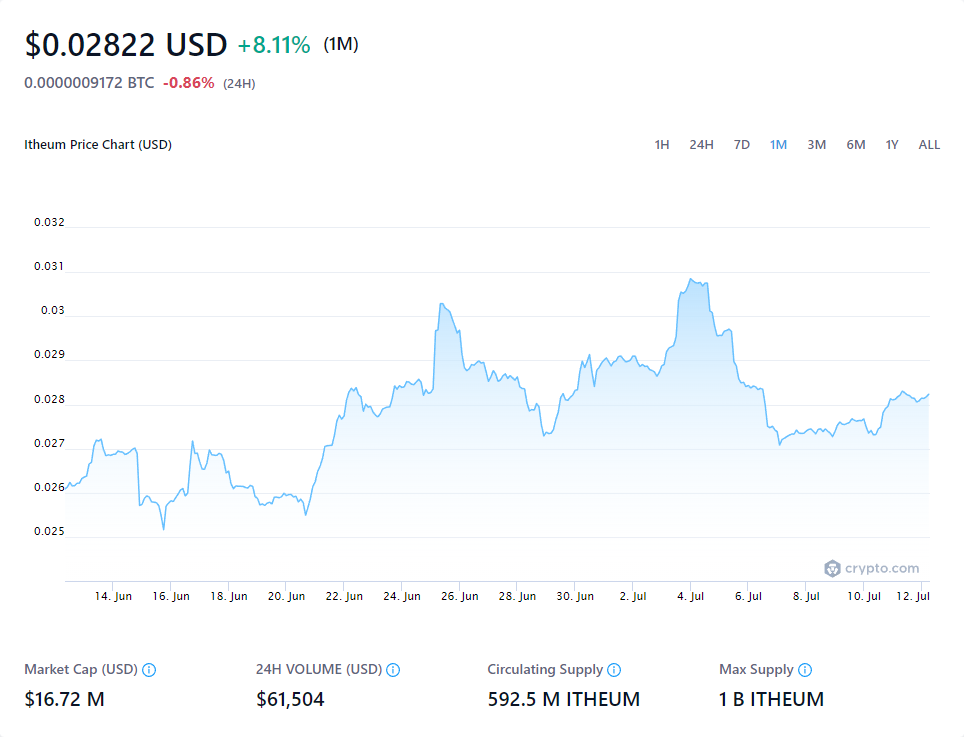 $0.02822 USD +8.11% (1M)
0.0000009172 BTC -0.86% (24H)
Itheum Price Chart (USD) 1H 24H 7D 1M 3M 6M 1Y ALL
0.032
0.031
0.03
0.029
0.028
0.027
0.026
0.025
crypto.com
14. Jun 16. Jun 18. Jun 20. Jun 22. Jun 24. Jun 26. Jun 28. Jun 30. Jun 2. Jul 4. Jul 6. Jul 8. Jul 10. Jul 12. Jul
Market Cap (USD) 24H VOLUME (USD) Circulating Supply Max Supply
$16.72 M $61,504 592.5 M ITHEUM 1 B ITHEUM